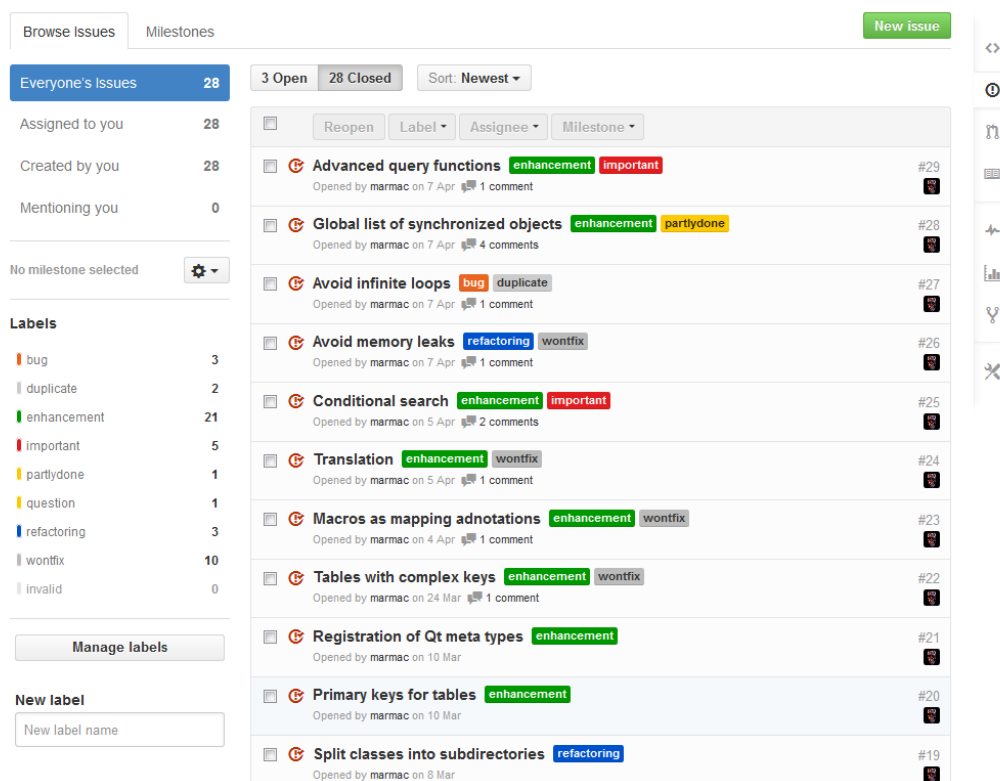 Browse Issues Milestones New issue
Everyone's Issues 28
Assigned to you 28
Created by you 28
Mentioning you 0
No milestone selected
Labels
bug 3
duplicate 2
enhancement 21
important 5
partlydone 1
question 1
refactoring 3
wontfix 10
invalid 0
Manage labels
New label
New label name
3 Open 28 Closed Sort: Newest
Reopen Label Assignee Milestone
Advanced query functions enhancement important #29
Opened by marmac on 7 Apr 1 comment
Global list of synchronized objects enhancement partlydone #28
Opened by marmac on 7 Apr 4 comments
Avoid infinite loops bug duplicate #27
Opened by marmac on 7 Apr 1 comment
Avoid memory leaks refactoring wontfix #26
Opened by marmac on 7 Apr 1 comment
Conditional search enhancement important #25
Opened by marmac on 5 Apr 2 comments
Translation enhancement wontfix #24
Opened by marmac on 5 Apr 1 comment
Macros as mapping adnotations enhancement wontfix #23
Opened by marmac on 4 Apr 1 comment
Tables with complex keys enhancement wontfix #22
Opened by marmac on 24 Mar 1 comment
Registration of Qt meta types enhancement #21
Opened by marmac on 10 Mar
Primary keys for tables enhancement #20
Opened by marmac on 10 Mar
Split classes into subdirectories refactoring #19
Opened by marmac on 8 Mar